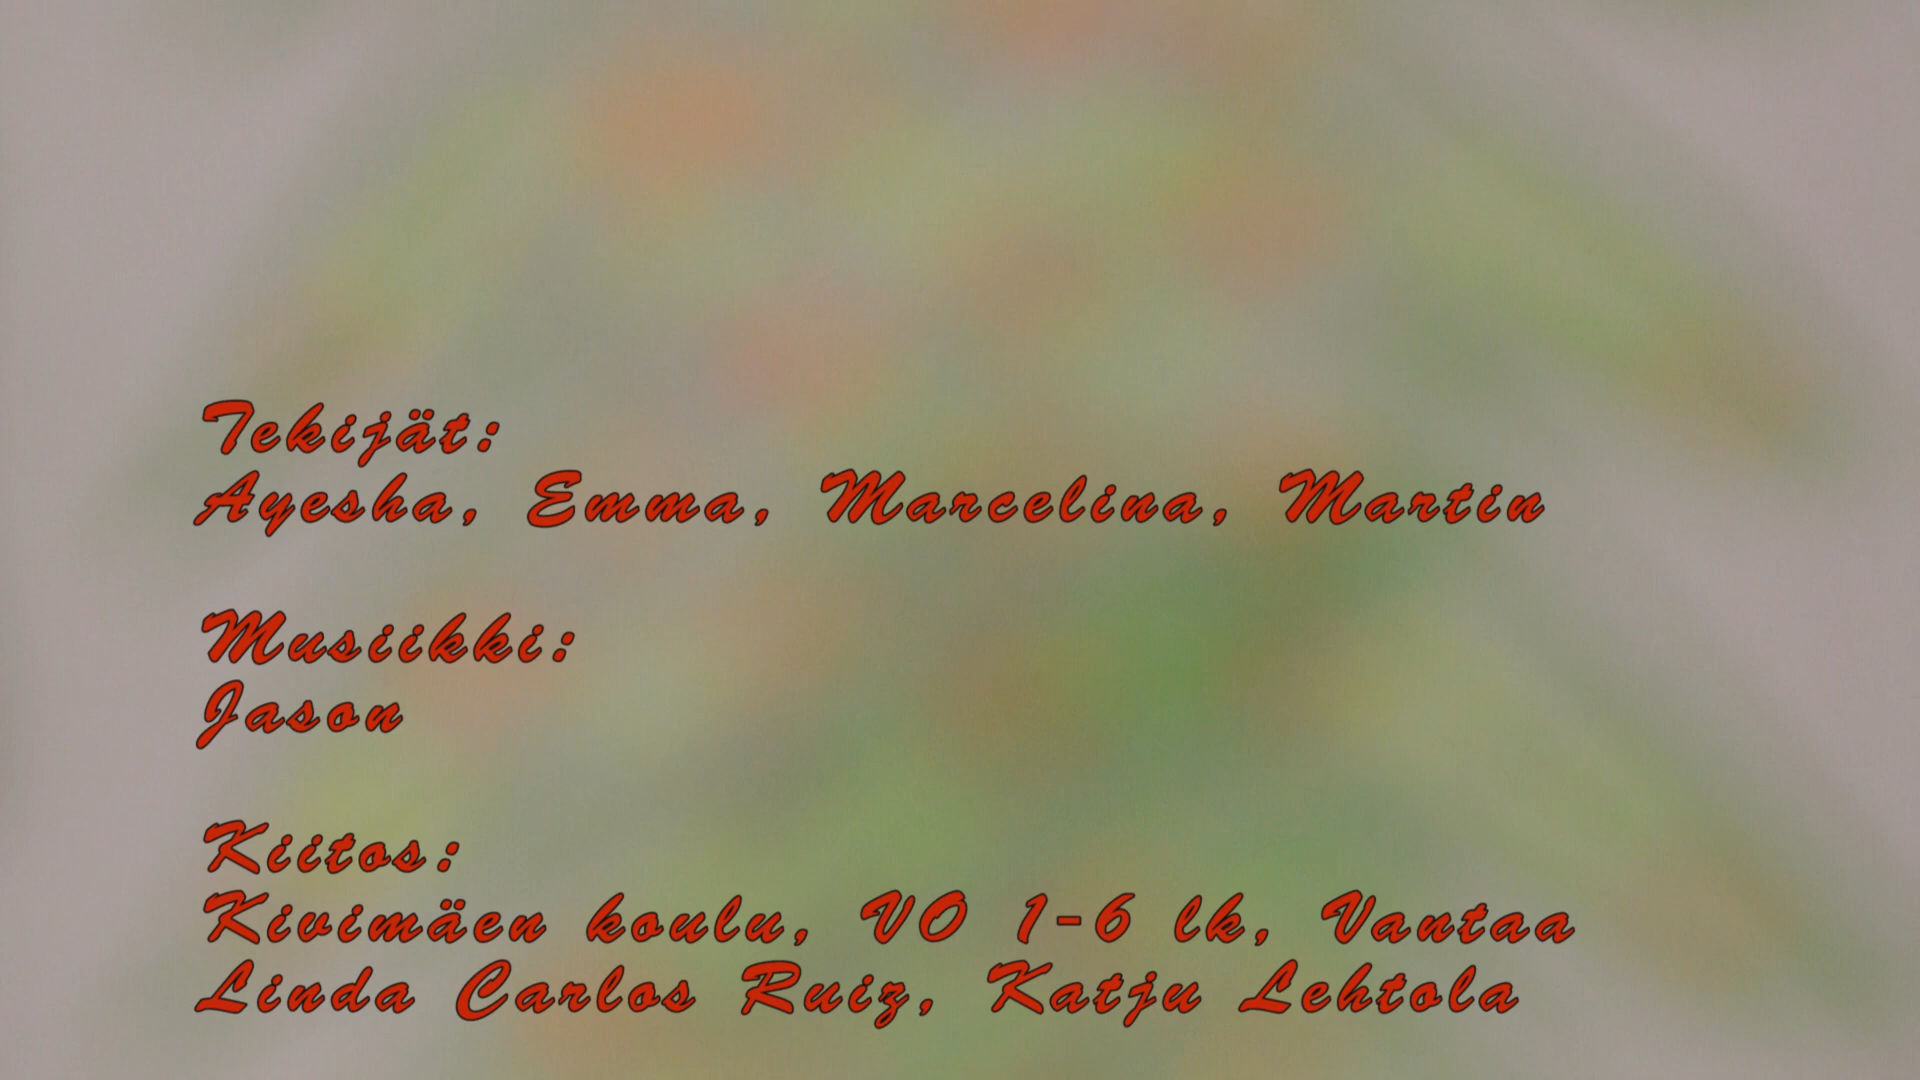 Tekijät:
Ayesha, Emma, Marcelina, Martin
Musiikki:
Jason
Kiitos:
Kivimäen koulu, VO 1-6 lk, Vantaa
Linda Carlos Ruiz, Katju Lehtola